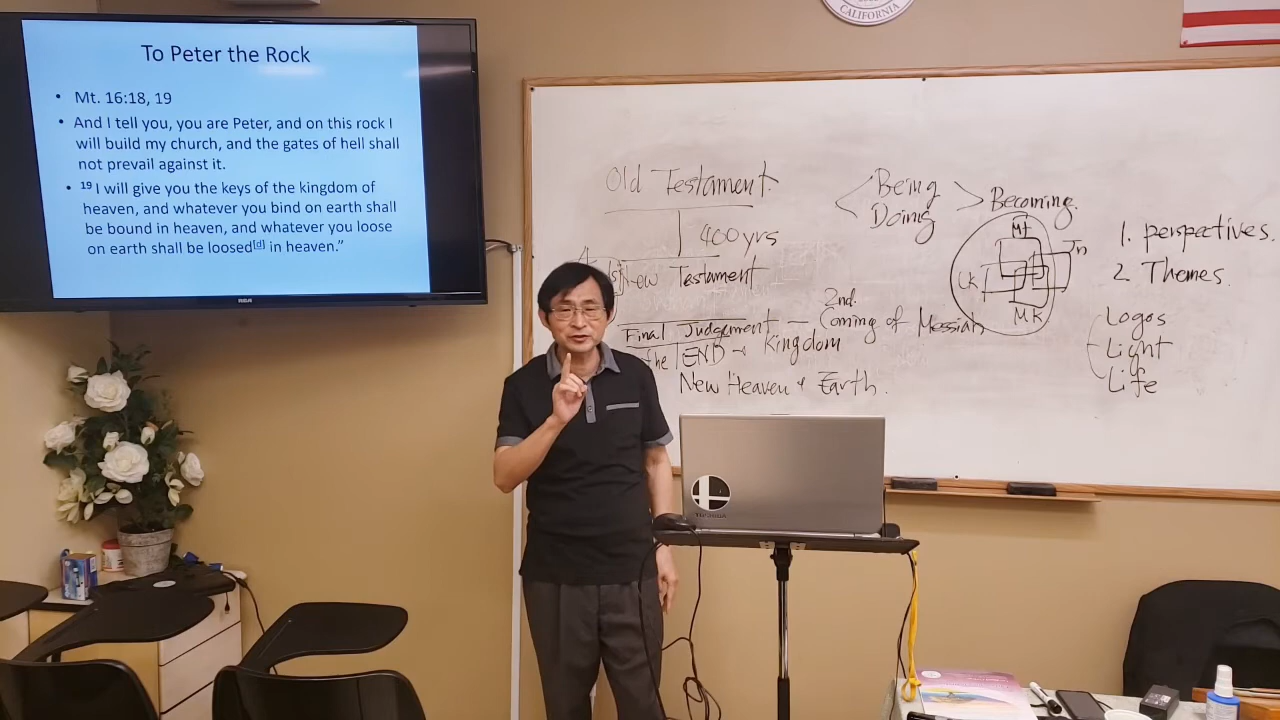 To Peter the Rock
• Mt. 16:18, 19
• And I tell you, you are Peter, and on this rock I
will build my church, and the gates of hell shall
not prevail against it.
• 19 I will give you the keys of the kingdom of
heaven, and whatever you bind on earth shall
be bound in heaven, and whatever you loose
on earth shall be loosed[d] in heaven.”
RCA
CALIFORNIA
Old Testament.
400 yrs
New Testament
Final Judgement – 2nd. Coming of Messiah
the END → Kingdom
New Heaven & Earth.
Being
Doing
Becoming.
Mt
Jn
Lk
MK
1. perspatives.
2. Themes.
Logos
Light
Life